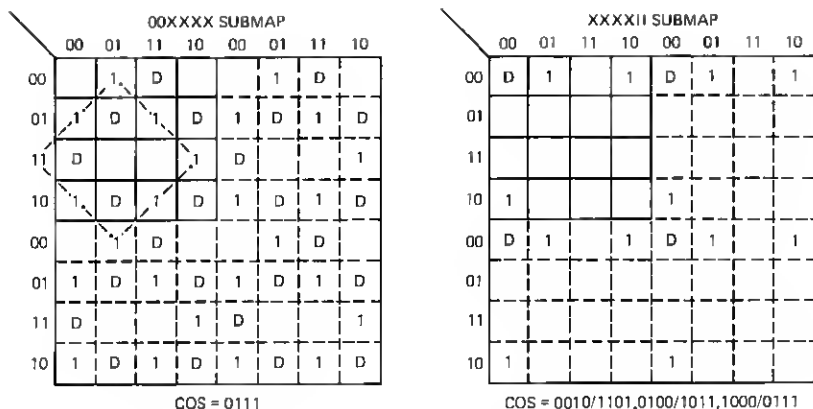 00XXXX SUBMAP
00 01 11 10 00 01 11 10
00 1 D 1 D
01 1 D 1 D 1 D 1 D
11 D 1 D 1
10 1 D 1 D 1 D 1 D
00 1 D 1 D
01 1 D 1 D 1 D 1 D
11 D 1 D 1
10 1 D 1 D 1 D 1 D
COS = 0111
XXXXII SUBMAP
00 01 11 10 00 01 11 10
00 D 1 1 D 1 1
01
11
10 1 1
00 D 1 1 D 1 1
01
11
10 1 1
COS = 0010/1101,0100/1011,1000/0111